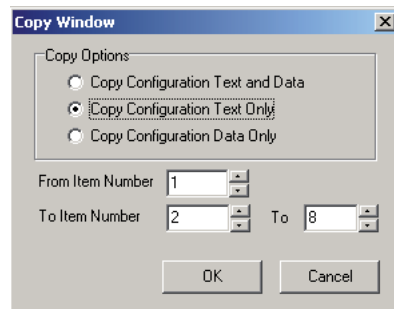 Copy Window
Copy Options
Copy Configuration Text and Data
Copy Configuration Text Only
Copy Configuration Data Only
From Item Number 1
To Item Number 2 To 8
OK Cancel